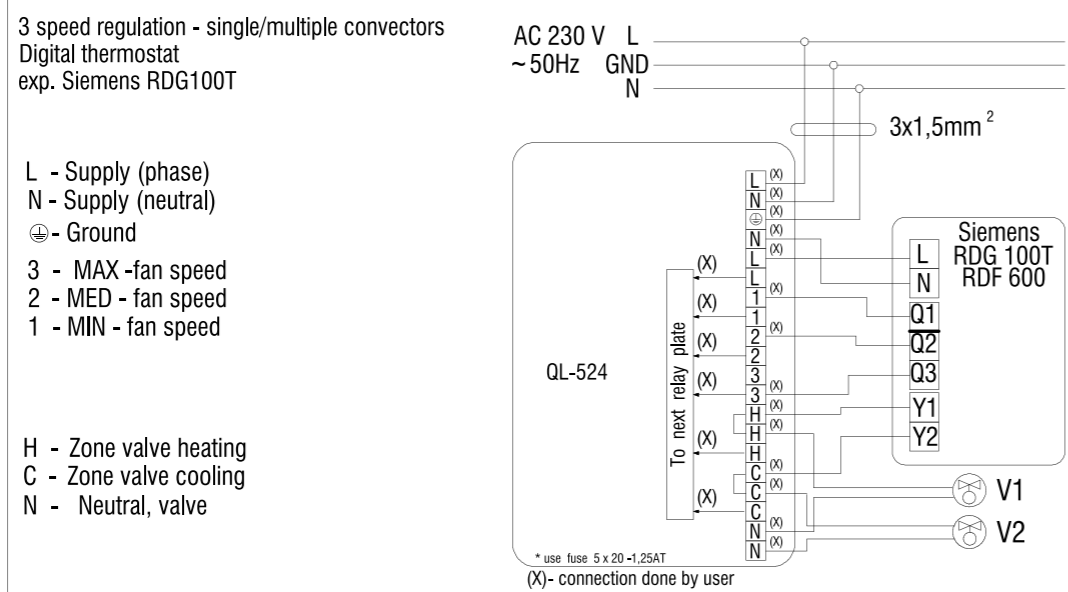 3 speed regulation - single/multiple convectors
Digital thermostat
exp. Siemens RDG100T
L - Supply (phase)
N - Supply (neutral)
⏚ - Ground
3 - MAX -fan speed
2 - MED - fan speed
1 - MIN - fan speed
H - Zone valve heating
C - Zone valve cooling
N - Neutral, valve
AC 230 V L
~ 50Hz GND
N
3x1,5mm²
L (X)
N (X)
⏚ (X)
N (X)
L (X)
L (X)
1 (X)
1
2 (X)
2
3
3 (X)
H (X)
H (X)
H
C (X)
C (X)
C
N (X)
N (X)
(X)
(X)
(X)
(X)
(X)
(X)
To next relay plate
QL-524
Siemens
RDG 100T
RDF 600
L
N
Q1
Q2
Q3
Y1
Y2
V1
V2
* use fuse 5 x 20 -1,25AT
(X)- connection done by user